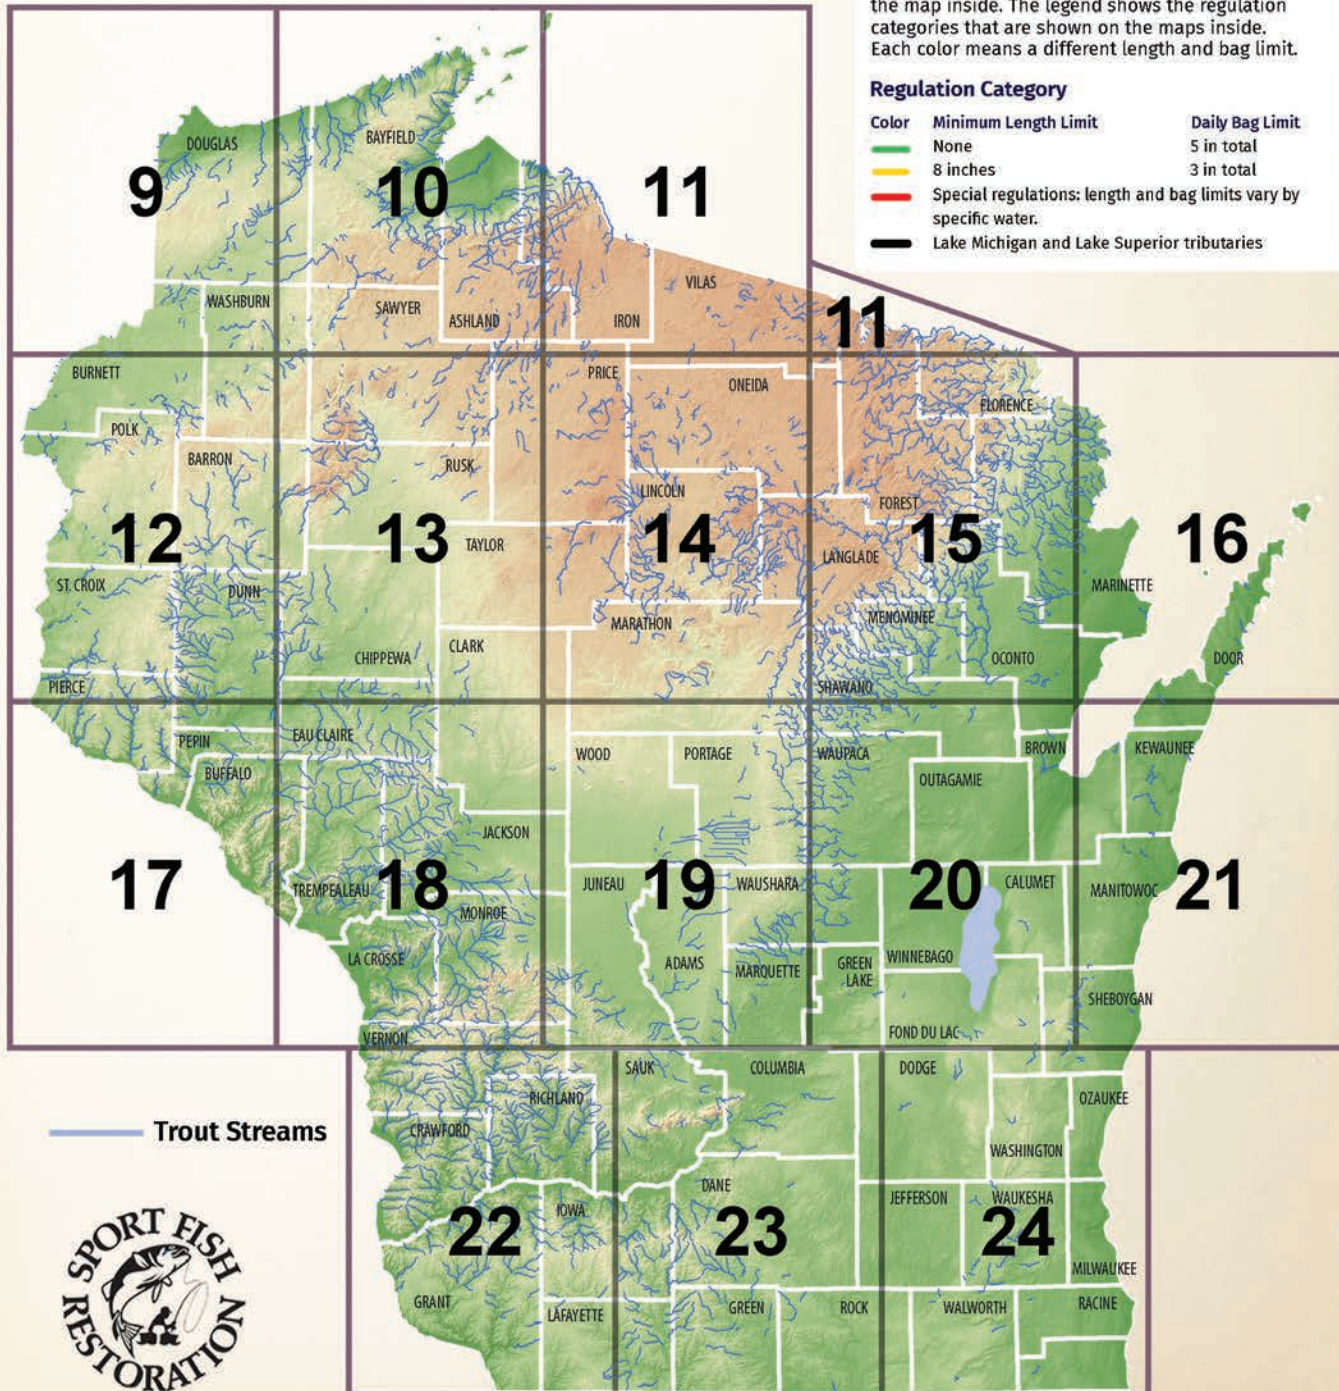 the map inside. The legend shows the regulation
categories that are shown on the maps inside.
Each color means a different length and bag limit.
Regulation Category
Color Minimum Length Limit Daily Bag Limit
None 5 in total
8 inches 3 in total
Special regulations: length and bag limits vary by
specific water.
Lake Michigan and Lake Superior tributaries
DOUGLAS
BAYFIELD
9 10 11
WASHBURN
SAWYER
ASHLAND
IRON
VILAS
11
BURNETT
PRICE
ONEIDA
FLORENCE
POLK
BARRON
RUSK
LINCOLN
FOREST
12 13 14 15 16
TAYLOR
LANGLADE
ST. CROIX
DUNN
MARINETTE
MENOMINEE
MARATHON
CLARK
CHIPPEWA
OCONTO
DOOR
PIERCE
SHAWANO
PEPIN
EAU CLAIRE
WOOD
PORTAGE
WAUPACA
BROWN
KEWAUNEE
BUFFALO
OUTAGAMIE
JACKSON
17 18 19 20 21
TREMPEALEAU
JUNEAU
WAUSHARA
CALUMET
MANITOWOC
MONROE
LA CROSSE
ADAMS
MARQUETTE
GREEN
LAKE
WINNEBAGO
SHEBOYGAN
VERNON
FOND DU LAC
SAUK
COLUMBIA
DODGE
RICHLAND
OZAUKEE
Trout Streams
CRAWFORD
WASHINGTON
DANE
JEFFERSON
WAUKESHA
IOWA
22 23 24
MILWAUKEE
GRANT
LAFAYETTE
GREEN
ROCK
WALWORTH
RACINE
SPORT FISH
RESTORATION